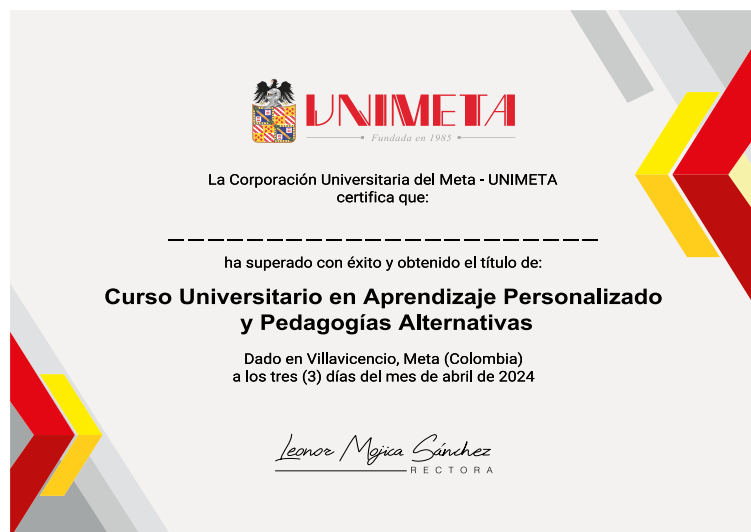 UNIMETA
Fundada en 1985
La Corporación Universitaria del Meta - UNIMETA
certifica que:
ha superado con éxito y obtenido el título de:
Curso Universitario en Aprendizaje Personalizado
y Pedagogías Alternativas
Dado en Villavicencio, Meta (Colombia)
a los tres (3) días del mes de abril de 2024
Leonor Mojica Sánchez
RECTORA